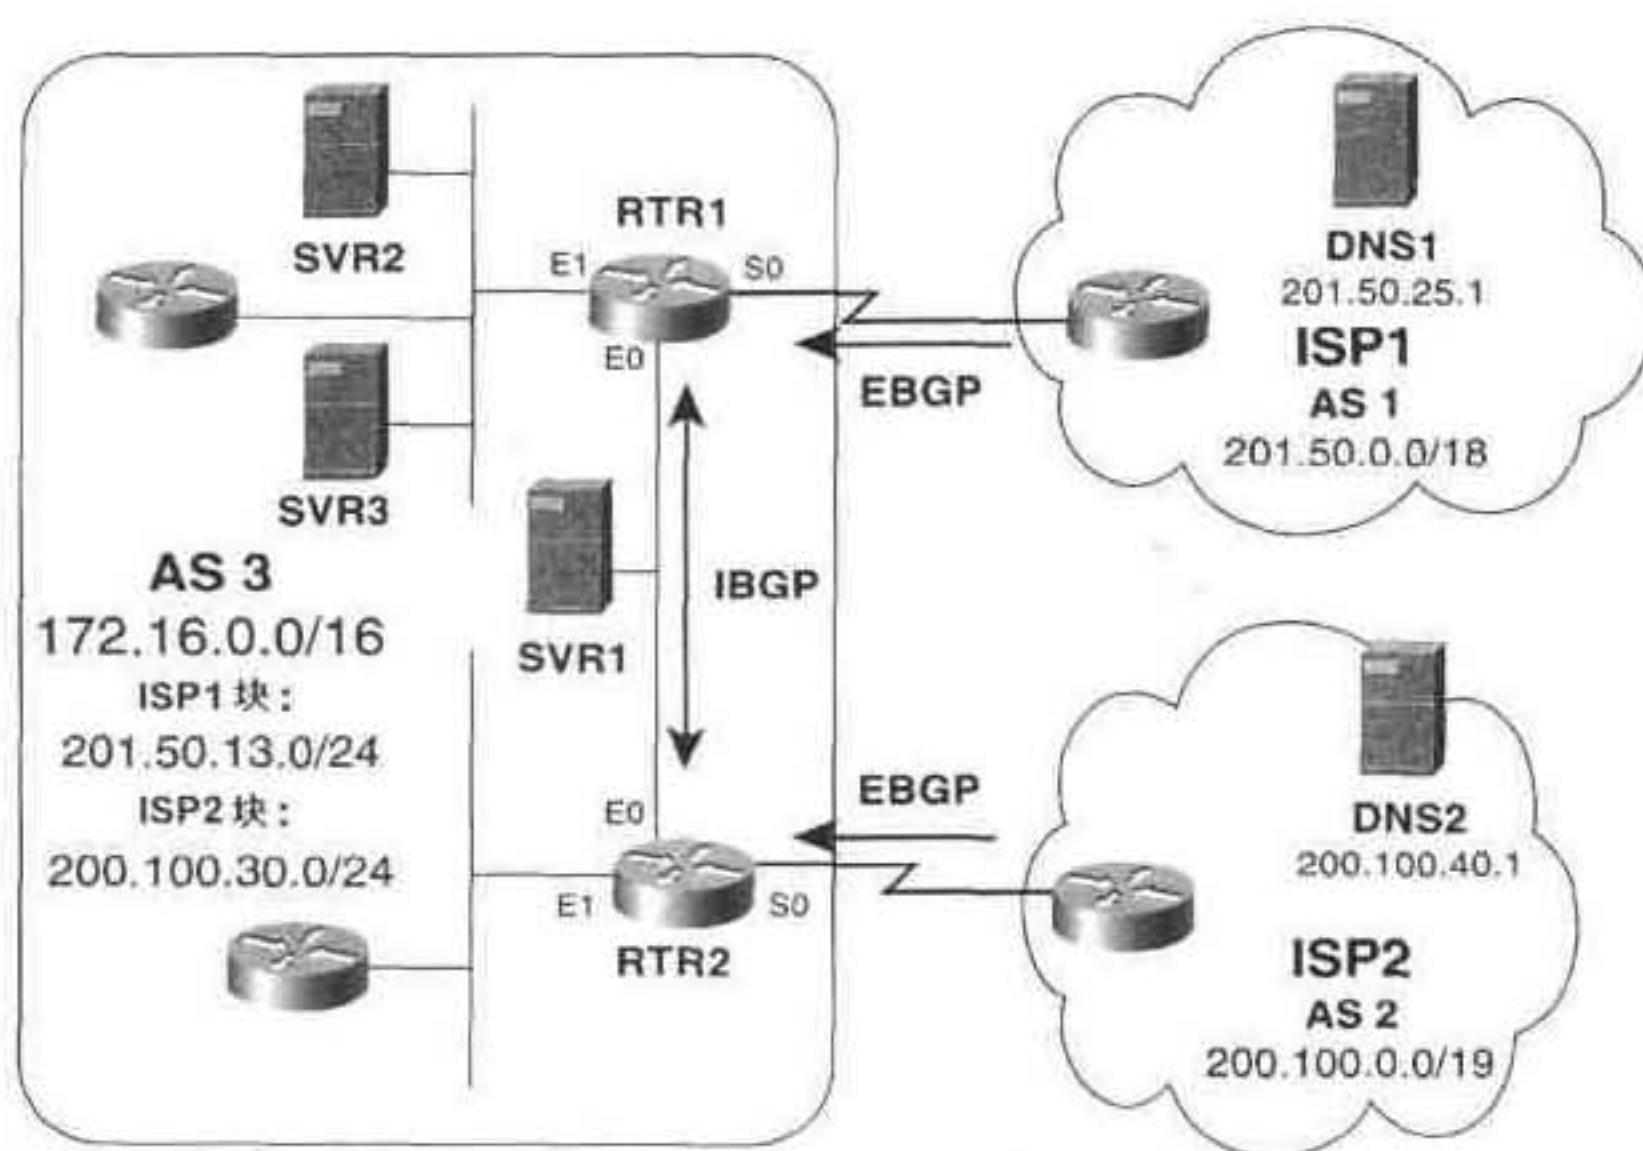 SVR2
RTR1
E1
S0
E0
SVR3
AS 3
172.16.0.0/16
ISP1 块：
201.50.13.0/24
ISP2 块：
200.100.30.0/24
SVR1
IBGP
E0
E1
S0
RTR2
EBGP
DNS1
201.50.25.1
ISP1
AS 1
201.50.0.0/18
EBGP
DNS2
200.100.40.1
ISP2
AS 2
200.100.0.0/19